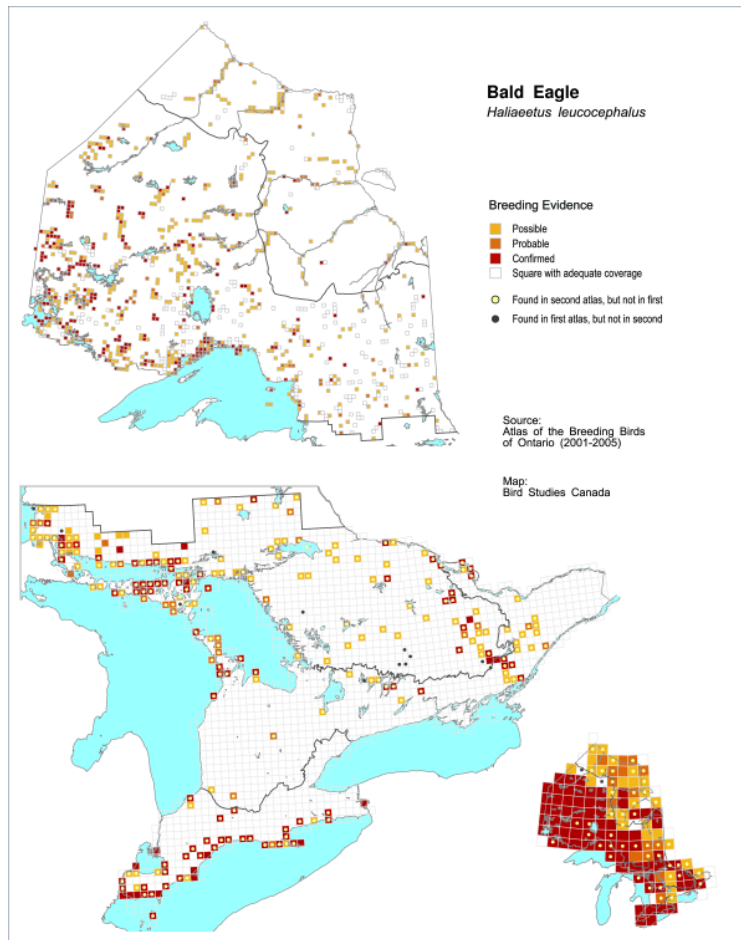 Bald Eagle
Haliaeetus leucocephalus
Breeding Evidence
Possible
Probable
Confirmed
Square with adequate coverage
Found in second atlas, but not in first
Found in first atlas, but not in second
Source:
Atlas of the Breeding Birds
of Ontario (2001-2005)
Map:
Bird Studies Canada